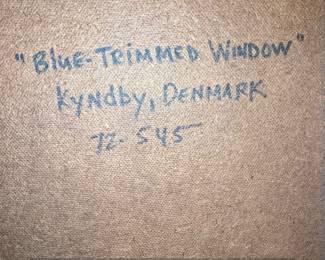 "BLUE-TRIMMED WINDOW"
KYNDBY, DENMARK
72-545